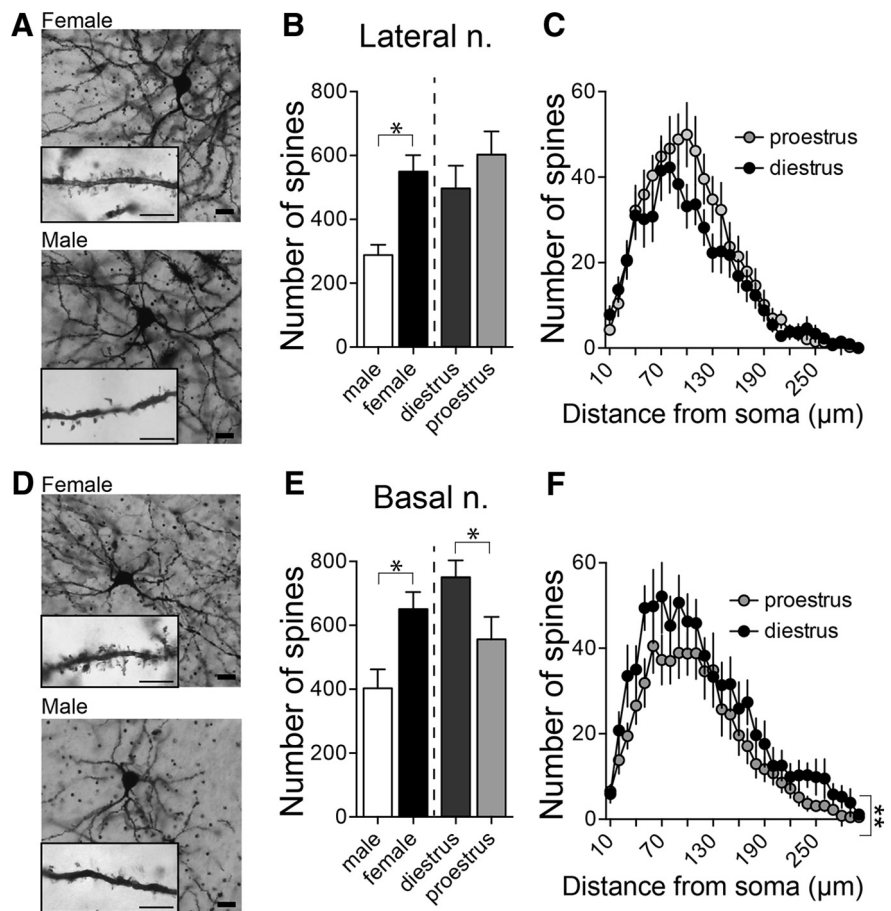 A
Female
Male
B
Lateral n.
Number of spines
800
600
400
200
0
*
male
female
diestrus
proestrus
C
Number of spines
60
40
20
0
proestrus
diestrus
10
70
130
190
250
Distance from soma (µm)
D
Female
Male
E
Basal n.
Number of spines
800
600
400
200
0
*
*
male
female
diestrus
proestrus
F
Number of spines
60
40
20
0
proestrus
diestrus
**
10
70
130
190
250
Distance from soma (µm)